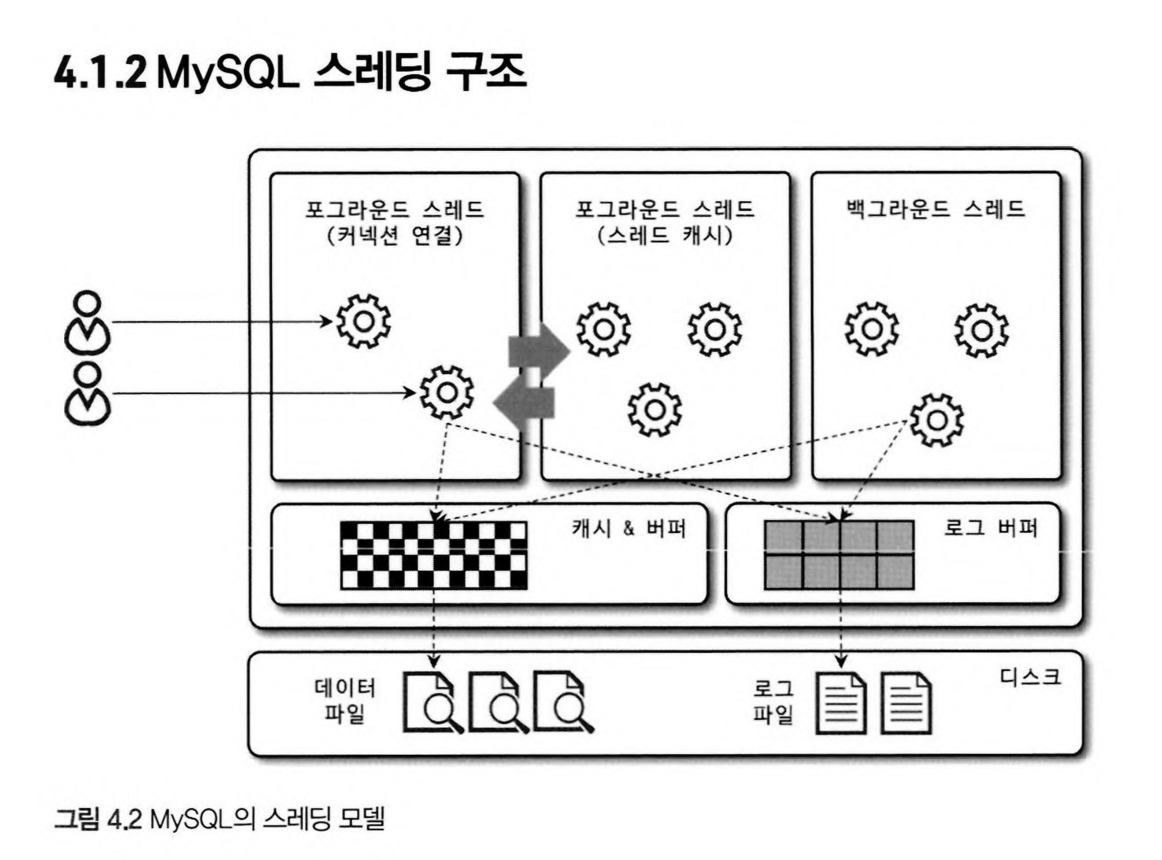 4.1.2 MySQL 스레딩 구조
포그라운드 스레드
(커넥션 연결)
포그라운드 스레드
(스레드 캐시)
백그라운드 스레드
캐시 & 버퍼
로그 버퍼
데이터
파일
로그
파일
디스크
그림 4.2 MySQL의 스레딩 모델